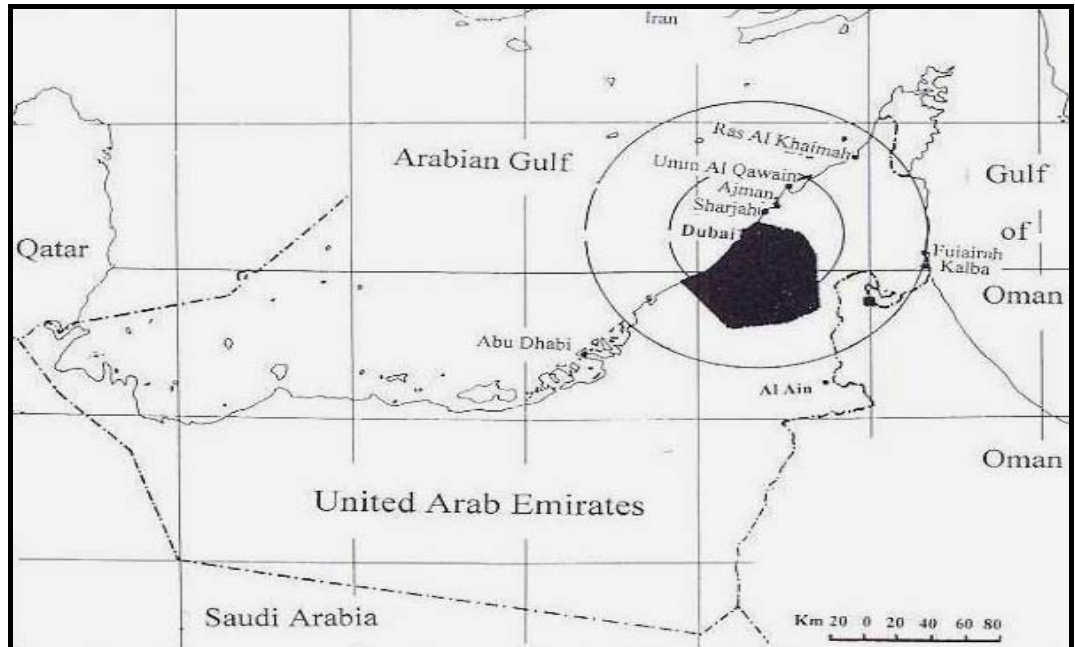 Iran
Ras Al Khaimah
Arabian Gulf
Umm Al Qawain
Gulf
Ajman
Sharjah
Qatar
Dubai
of
Fujairah
Kalba
Oman
Abu Dhabi
Al Ain
Oman
United Arab Emirates
Saudi Arabia
Km 20 0 20 40 60 80